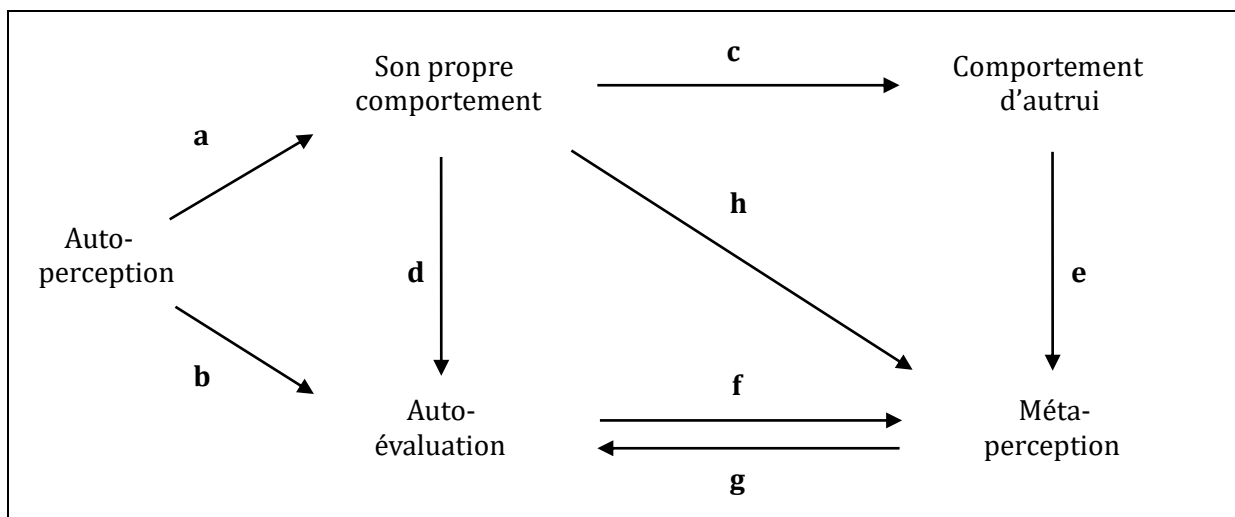 Son propre
comportement
c
Comportement
d’autrui
a
h
Auto-
perception
d
e
b
Auto-
évaluation
f
g
Méta-
perception